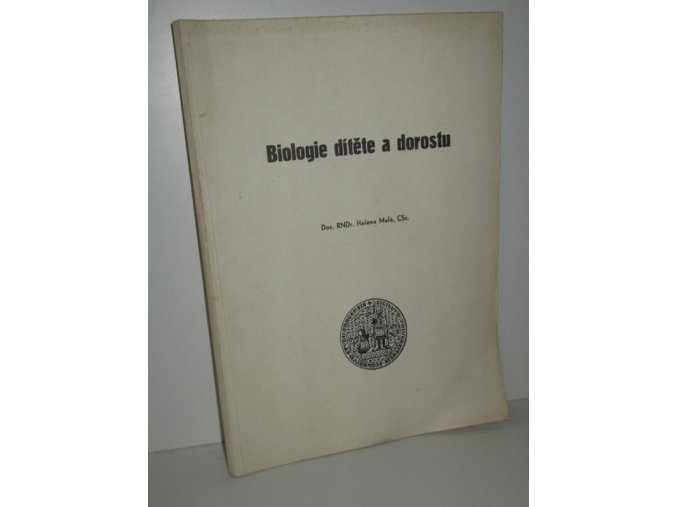 Biologie dítěte a dorostu
Doc. RNDr. Helena Malá, CSc.